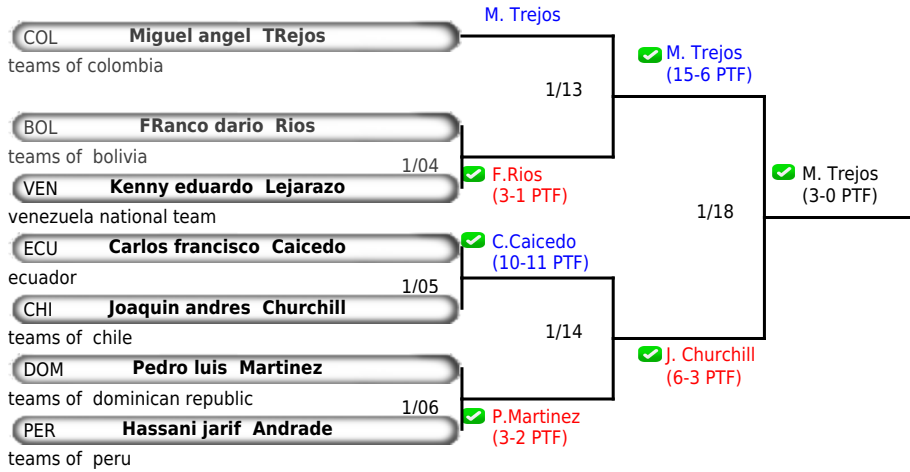 M. Trejos
COL Miguel angel TRejos
teams of colombia
M. Trejos
(15-6 PTF)
1/13
BOL FRanco dario Rios
teams of bolivia
1/04
F.Rios
(3-1 PTF)
VEN Kenny eduardo Lejarazo
venezuela national team
M. Trejos
(3-0 PTF)
1/18
ECU Carlos francisco Caicedo
ecuador
C.Caicedo
(10-11 PTF)
1/05
CHI Joaquin andres Churchill
teams of chile
1/14
J. Churchill
(6-3 PTF)
DOM Pedro luis Martinez
teams of dominican republic
1/06
P.Martinez
(3-2 PTF)
PER Hassani jarif Andrade
teams of peru